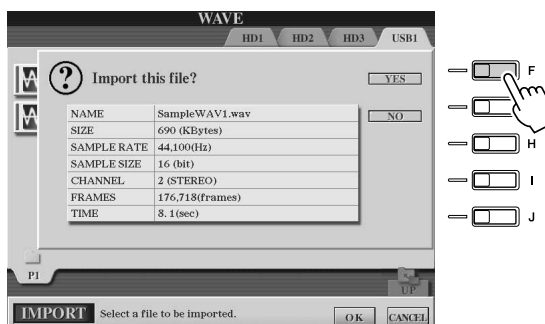 WAVE
HD1 HD2 HD3 USB1
Import this file?
YES
NO
NAME SampleWAV1.wav
SIZE 690 (KBytes)
SAMPLE RATE 44,100(Hz)
SAMPLE SIZE 16 (bit)
CHANNEL 2 (STEREO)
FRAMES 176,718(frames)
TIME 8. 1(sec)
P1
UP
IMPORT Select a file to be imported.
OK CANCEL
F
H
I
J